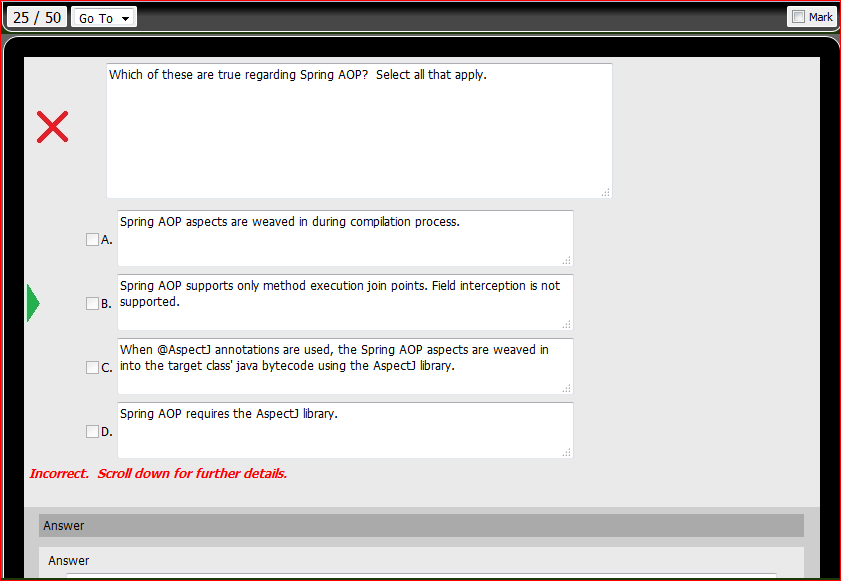 25 / 50 Go To Mark
Which of these are true regarding Spring AOP?  Select all that apply.
Spring AOP aspects are weaved in during compilation process.
A.
Spring AOP supports only method execution join points. Field interception is not
B. supported.
When @AspectJ annotations are used, the Spring AOP aspects are weaved in
C. into the target class' java bytecode using the AspectJ library.
Spring AOP requires the AspectJ library.
D.
Incorrect.  Scroll down for further details.
Answer
Answer